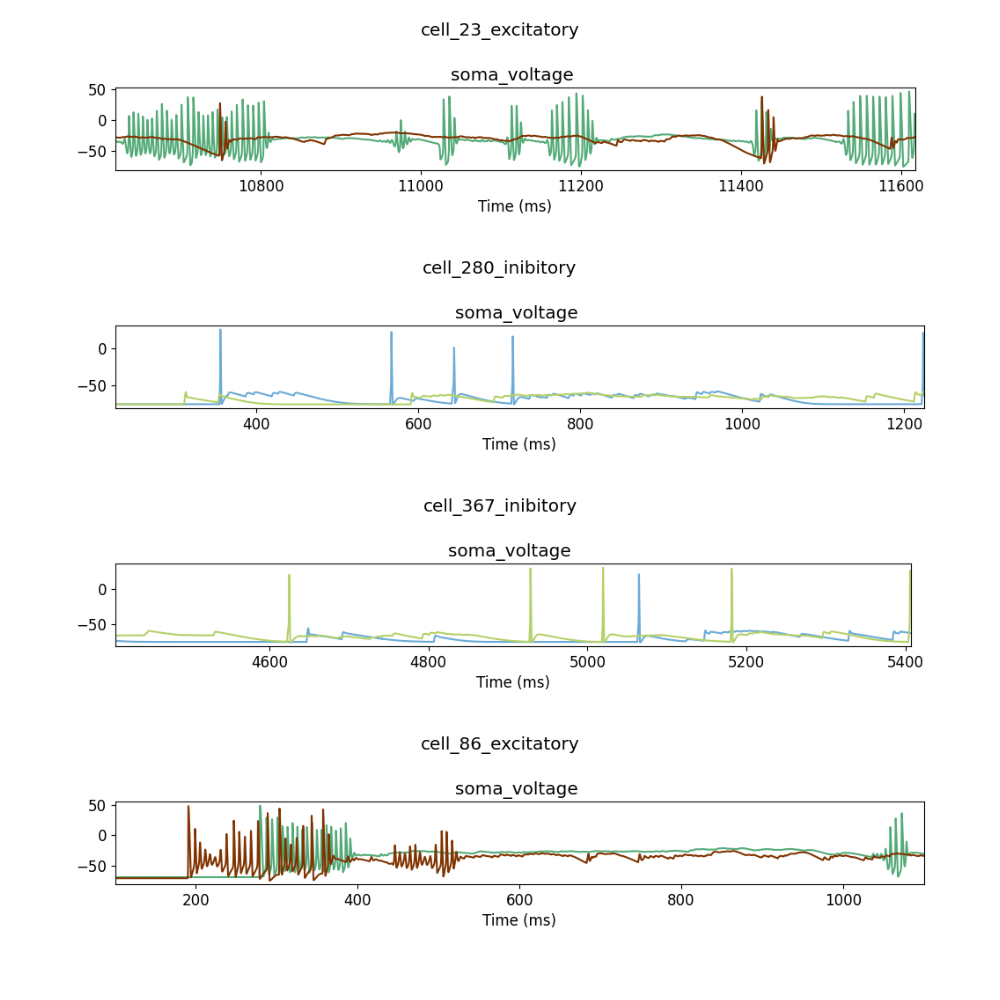 cell_23_excitatory
soma_voltage
50
0
−50
10800 11000 11200 11400 11600
Time (ms)
cell_280_inibitory
soma_voltage
0
−50
400 600 800 1000 1200
Time (ms)
cell_367_inibitory
soma_voltage
0
−50
4600 4800 5000 5200 5400
Time (ms)
cell_86_excitatory
soma_voltage
50
0
−50
200 400 600 800 1000
Time (ms)